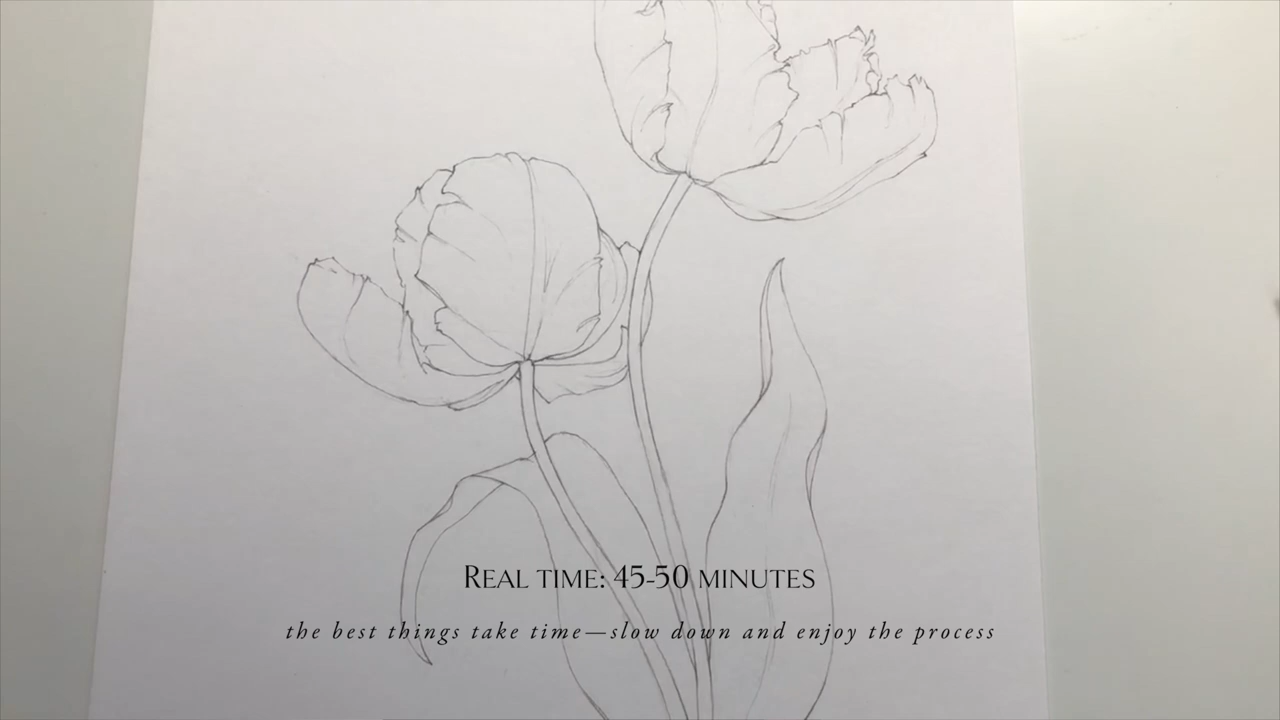 Real time: 45-50 minutes
the best things take time—slow down and enjoy the process